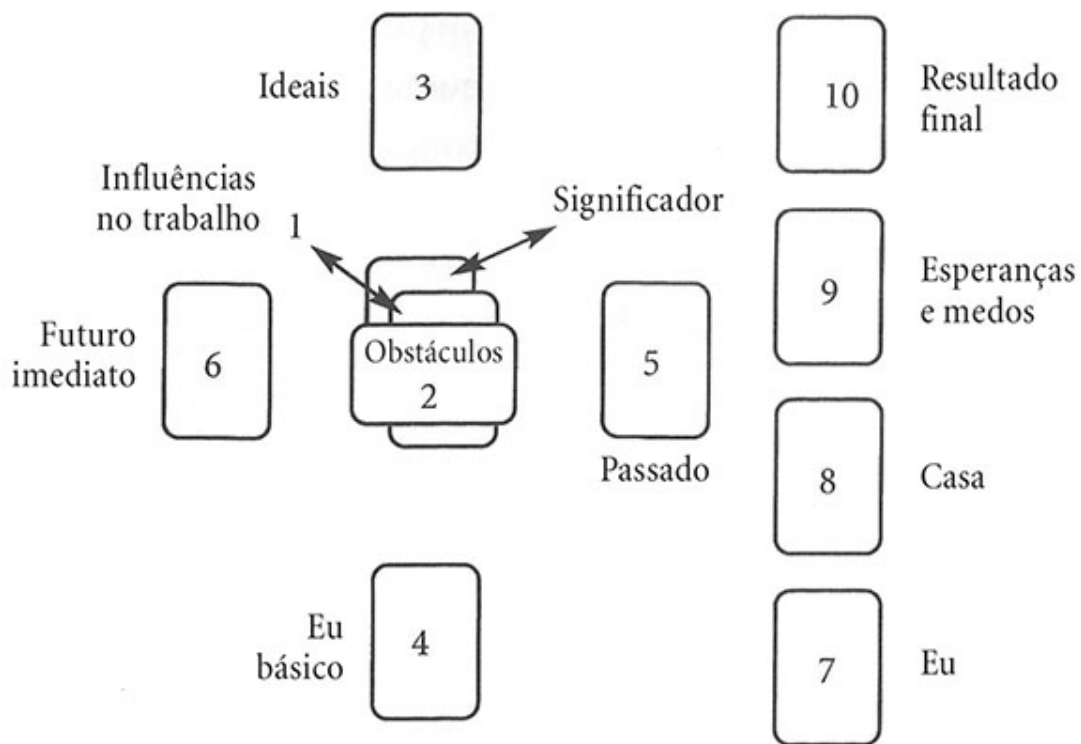 Ideais
3
10
Resultado
final
Influências
no trabalho
1
Significador
Futuro
imediato
6
Obstáculos
2
5
Passado
9
Esperanças
e medos
8
Casa
Eu
básico
4
7
Eu